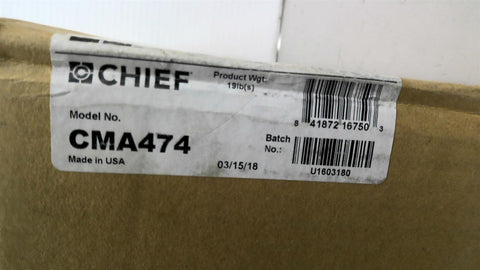 CHIEF
Product Wgt.
19lb(s)
8 41872 16750 3
Model No.
CMA474
Made in USA
03/15/18
Batch
No.:
U1603180